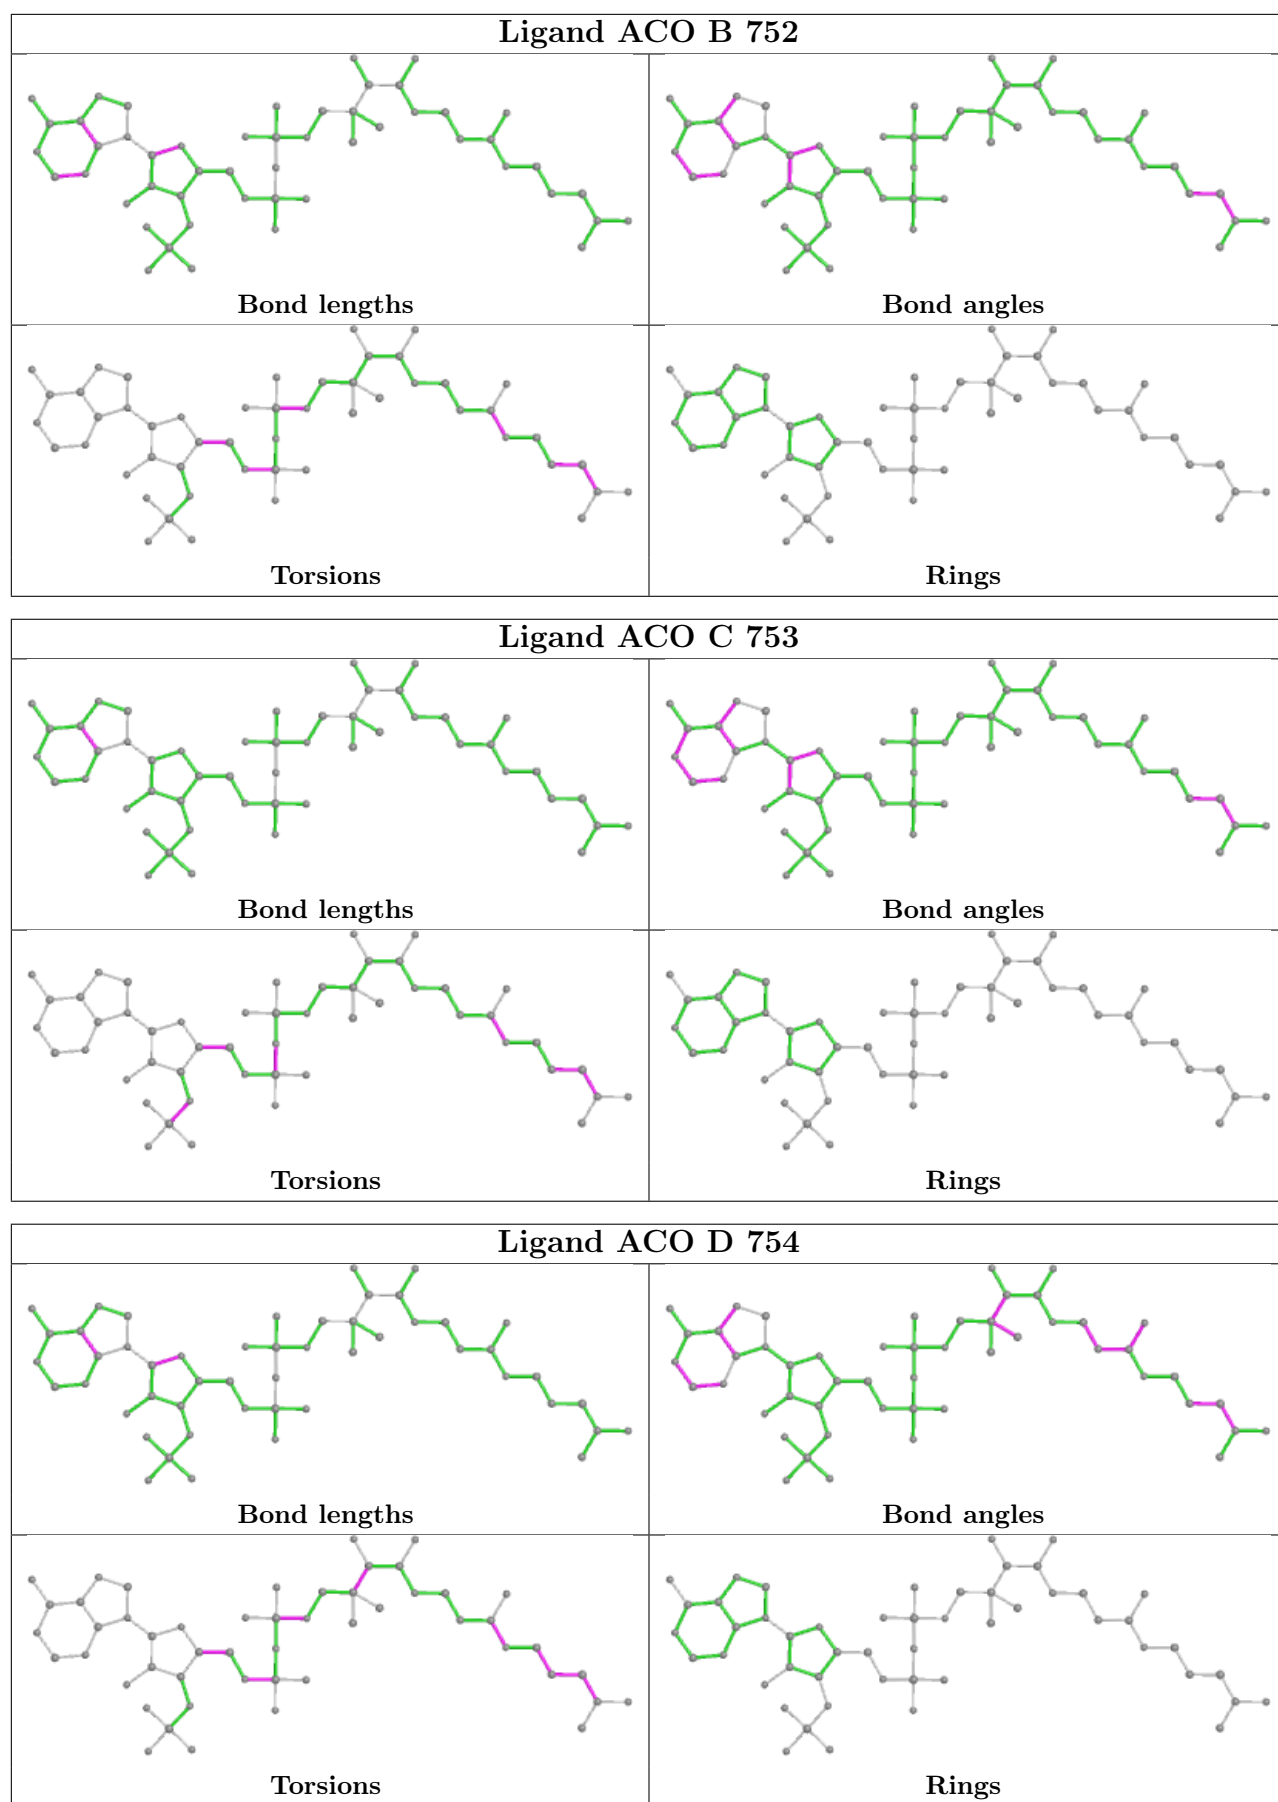 Ligand ACO B 752
Bond lengths
Bond angles
Torsions
Rings
Ligand ACO C 753
Bond lengths
Bond angles
Torsions
Rings
Ligand ACO D 754
Bond lengths
Bond angles
Torsions
Rings